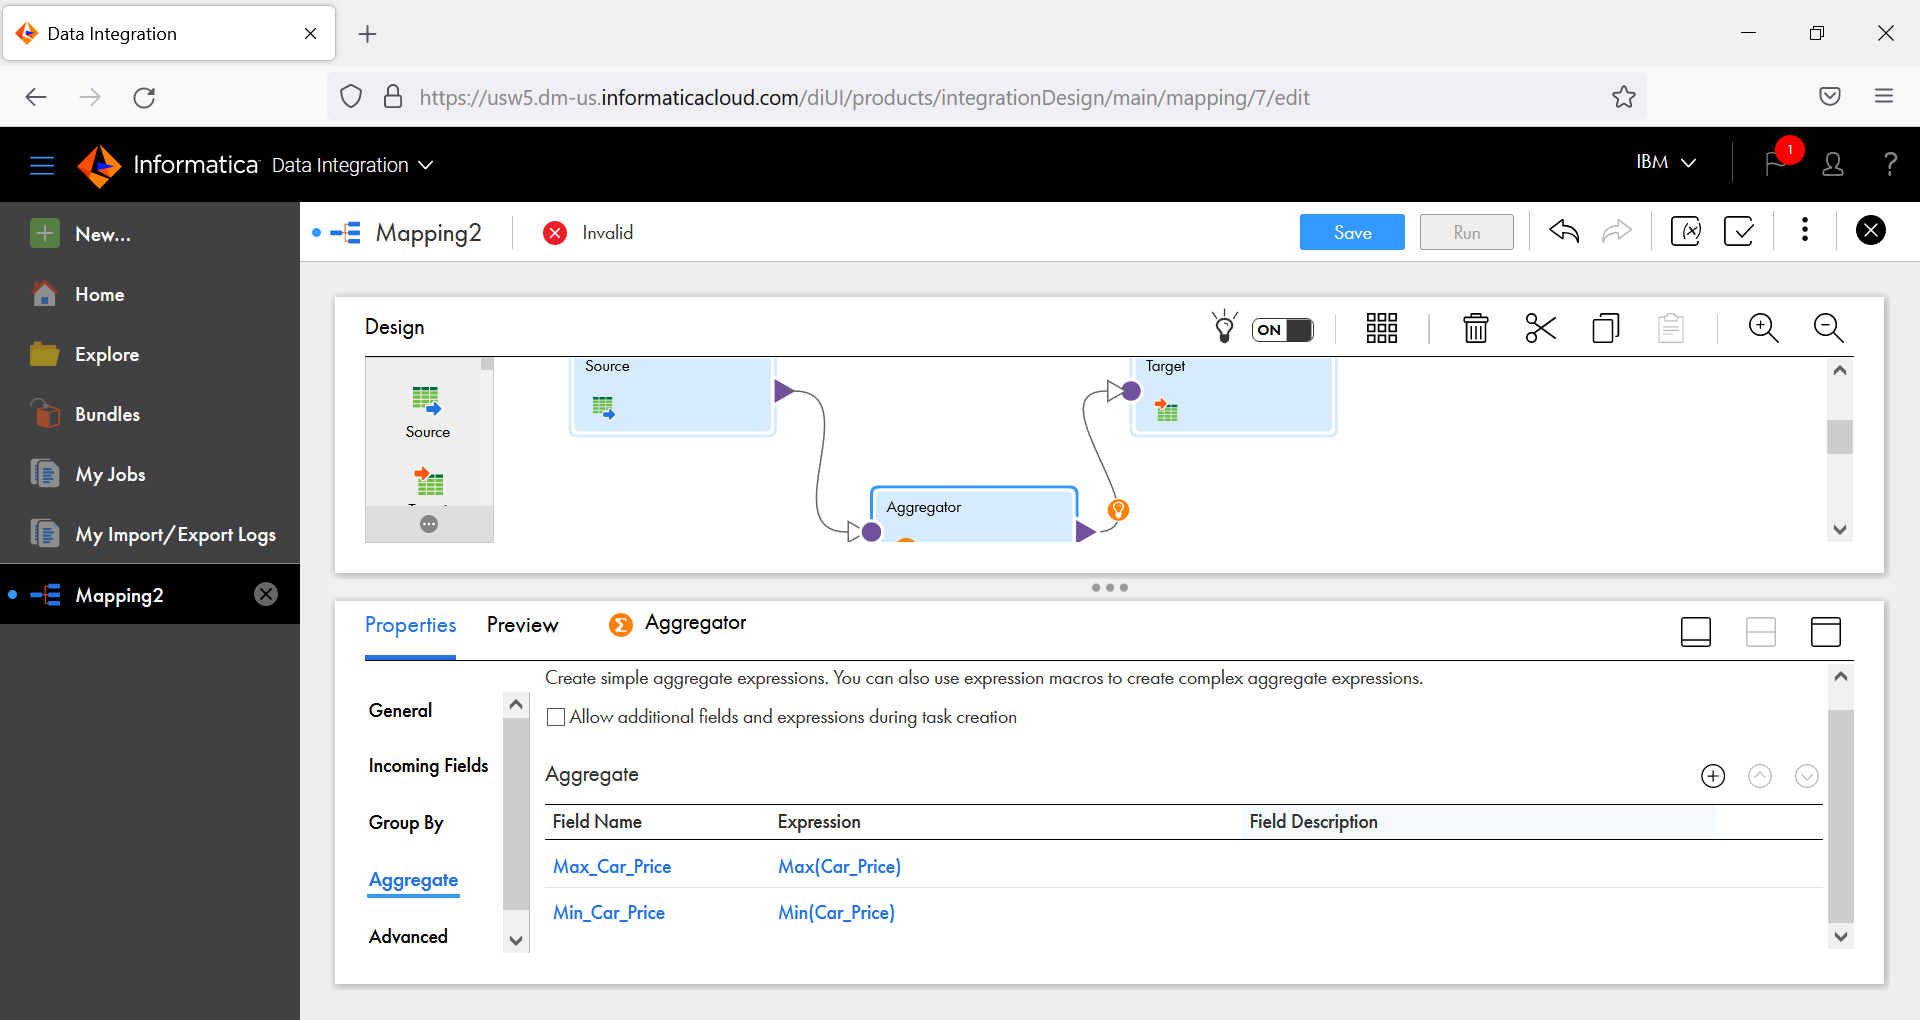 Data Integration
https://usw5.dm-us.informaticacloud.com/diUI/products/integrationDesign/main/mapping/7/edit
Informatica Data Integration
IBM
1
?
New...
Home
Explore
Bundles
My Jobs
My Import/Export Logs
Mapping2
Mapping2
Invalid
Save
Run
Design
ON
Source
Source
Target
Aggregator
Properties
Preview
Aggregator
General
Incoming Fields
Group By
Aggregate
Advanced
Create simple aggregate expressions. You can also use expression macros to create complex aggregate expressions.
Allow additional fields and expressions during task creation
Aggregate
Field Name Expression Field Description
Max_Car_Price Max(Car_Price)
Min_Car_Price Min(Car_Price)